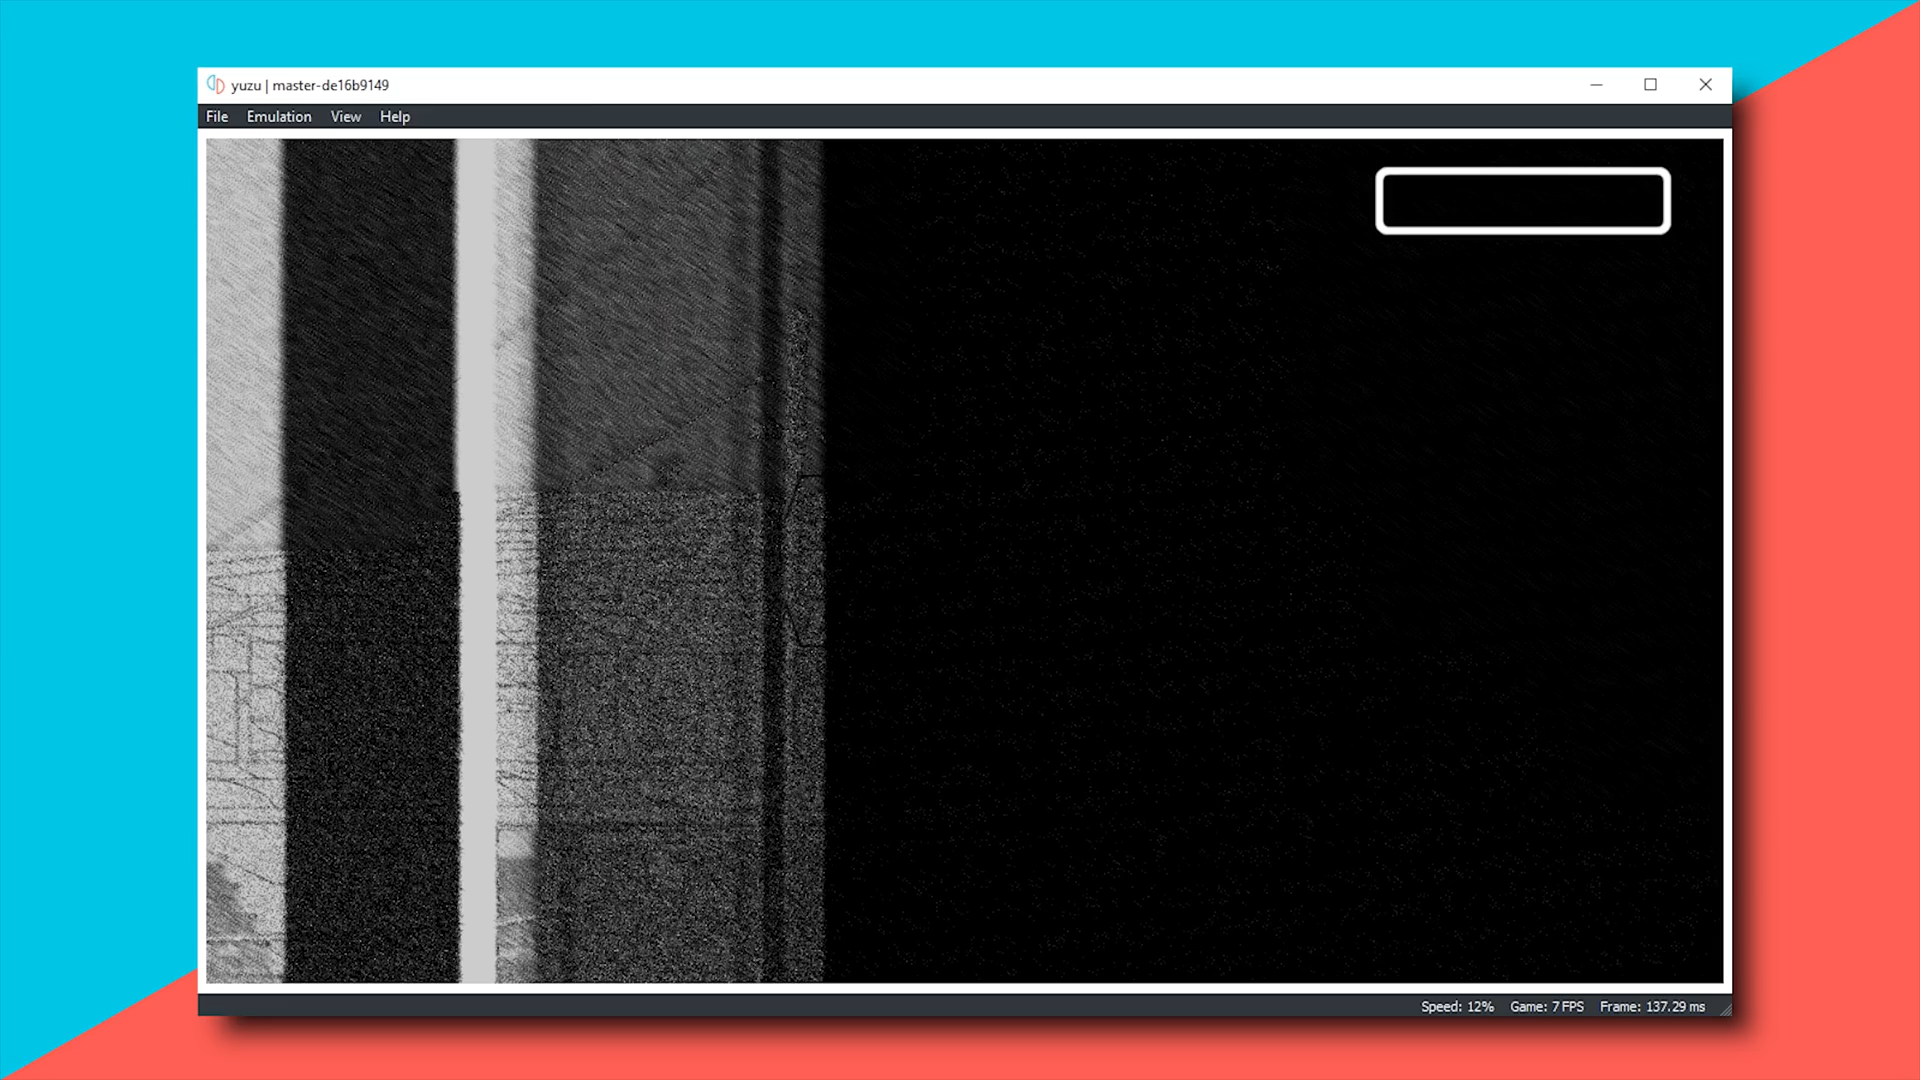 yuzu | master-de16b9149
File Emulation View Help
Speed: 12% Game: 7 FPS Frame: 137.29 ms